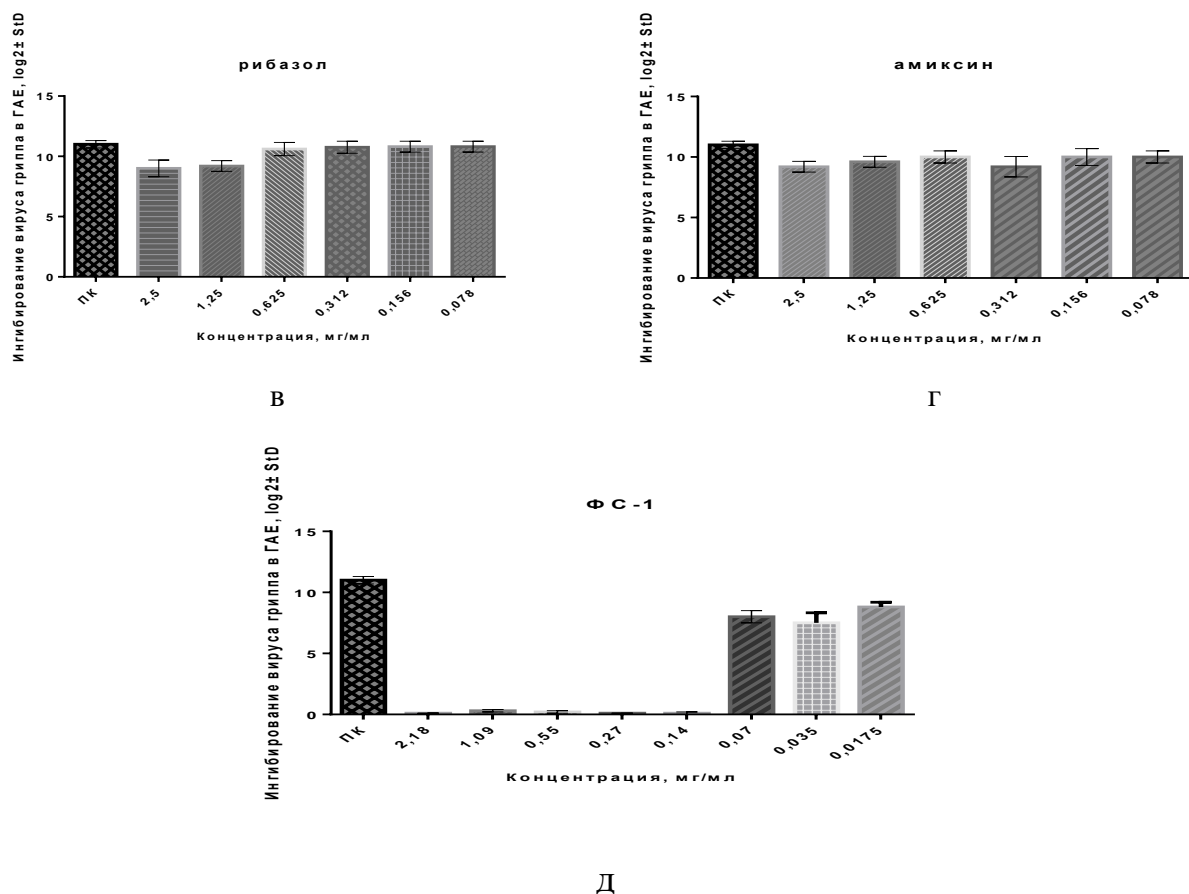 рибазол
Ингибирование вируса гриппа в ГАЕ, log2± StD
15
10
5
0
ПК
2,5
1,25
0,625
0,312
0,156
0,078
Концентрация, мг/мл
в
амиксин
Ингибирование вируса гриппа в ГАЕ, log2± StD
15
10
5
0
ПК
2,5
1,25
0,625
0,312
0,156
0,078
Концентрация, мг/мл
г
ФС-1
Ингибирование вируса гриппа в ГАЕ, log2± StD
15
10
5
0
ПК
2,18
1,09
0,55
0,27
0,14
0,07
0,035
0,0175
Концентрация, мг/мл
Д